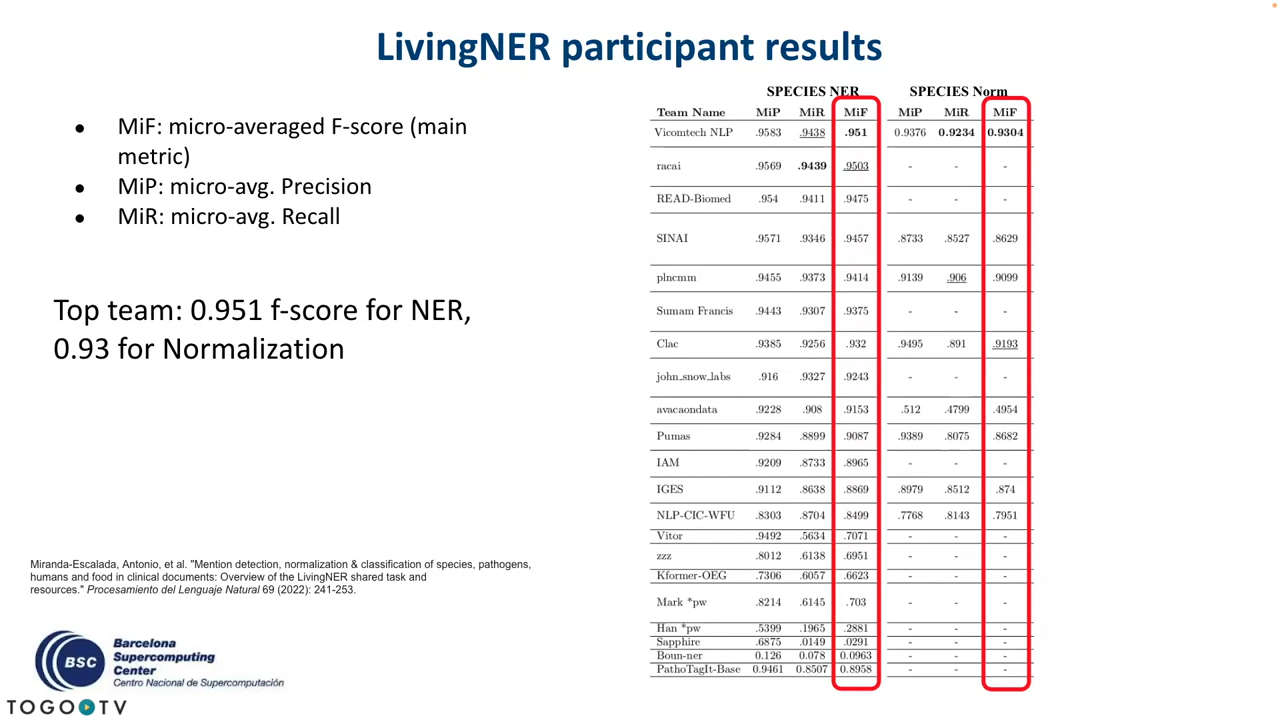 LivingNER participant results
● MiF: micro-averaged F-score (main
metric)
● MiP: micro-avg. Precision
● MiR: micro-avg. Recall
Top team: 0.951 f-score for NER,
0.93 for Normalization
SPECIES NER SPECIES Norm
Team Name MiP MiR MiF MiP MiR MiF
Vicomtech NLP .9583 .9438 .951 0.9376 0.9234 0.9304
racai .9569 .9439 .9503 - - -
READ-Biomed .954 .9411 .9475 - - -
SINAI .9571 .9346 .9457 .8733 .8527 .8629
plncmm .9455 .9373 .9414 .9139 .906 .9099
Sumam Francis .9443 .9307 .9375 - - -
Clac .9385 .9256 .932 .9495 .891 .9193
john_snow_labs .916 .9327 .9243 - - -
avacaondata .9228 .908 .9153 .512 .4799 .4954
Pumas .9284 .8899 .9087 .9389 .8075 .8682
IAM .9209 .8733 .8965 - - -
IGES .9112 .8638 .8869 .8979 .8512 .874
NLP-CIC-WFU .8303 .8704 .8499 .7768 .8143 .7951
Vitor .9492 .5634 .7071 - - -
zzz .8012 .6138 .6951 - - -
Kformer-OEG .7306 .6057 .6623 - - -
Mark *pw .8214 .6145 .703 - - -
Han *pw .5399 .1965 .2881 - - -
Sapphire .6875 .0149 .0291 - - -
Boun-ner 0.126 0.078 0.0963 - - -
PathoTagIt-Base 0.9461 0.8507 0.8958 - - -
Miranda-Escalada, Antonio, et al. "Mention detection, normalization & classification of species, pathogens,
humans and food in clinical documents: Overview of the LivingNER shared task and
resources." Procesamiento del Lenguaje Natural 69 (2022): 241-253.
BSC
Barcelona
Supercomputing
Center
Centro Nacional de Supercomputación
TOGO TV